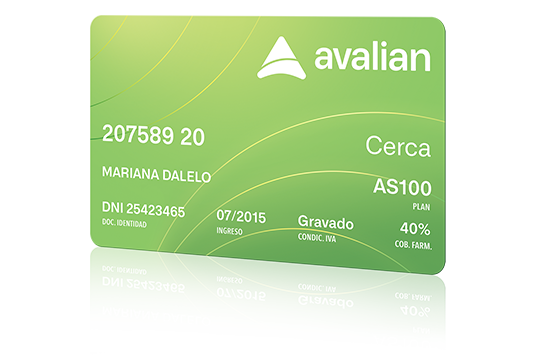 avalian
207589 20
Cerca
MARIANA DALELO
AS100
PLAN
DNI 25423465
DOC. IDENTIDAD
07/2015
INGRESO
Gravado
CONDIC. IVA
40%
COB. FARM.